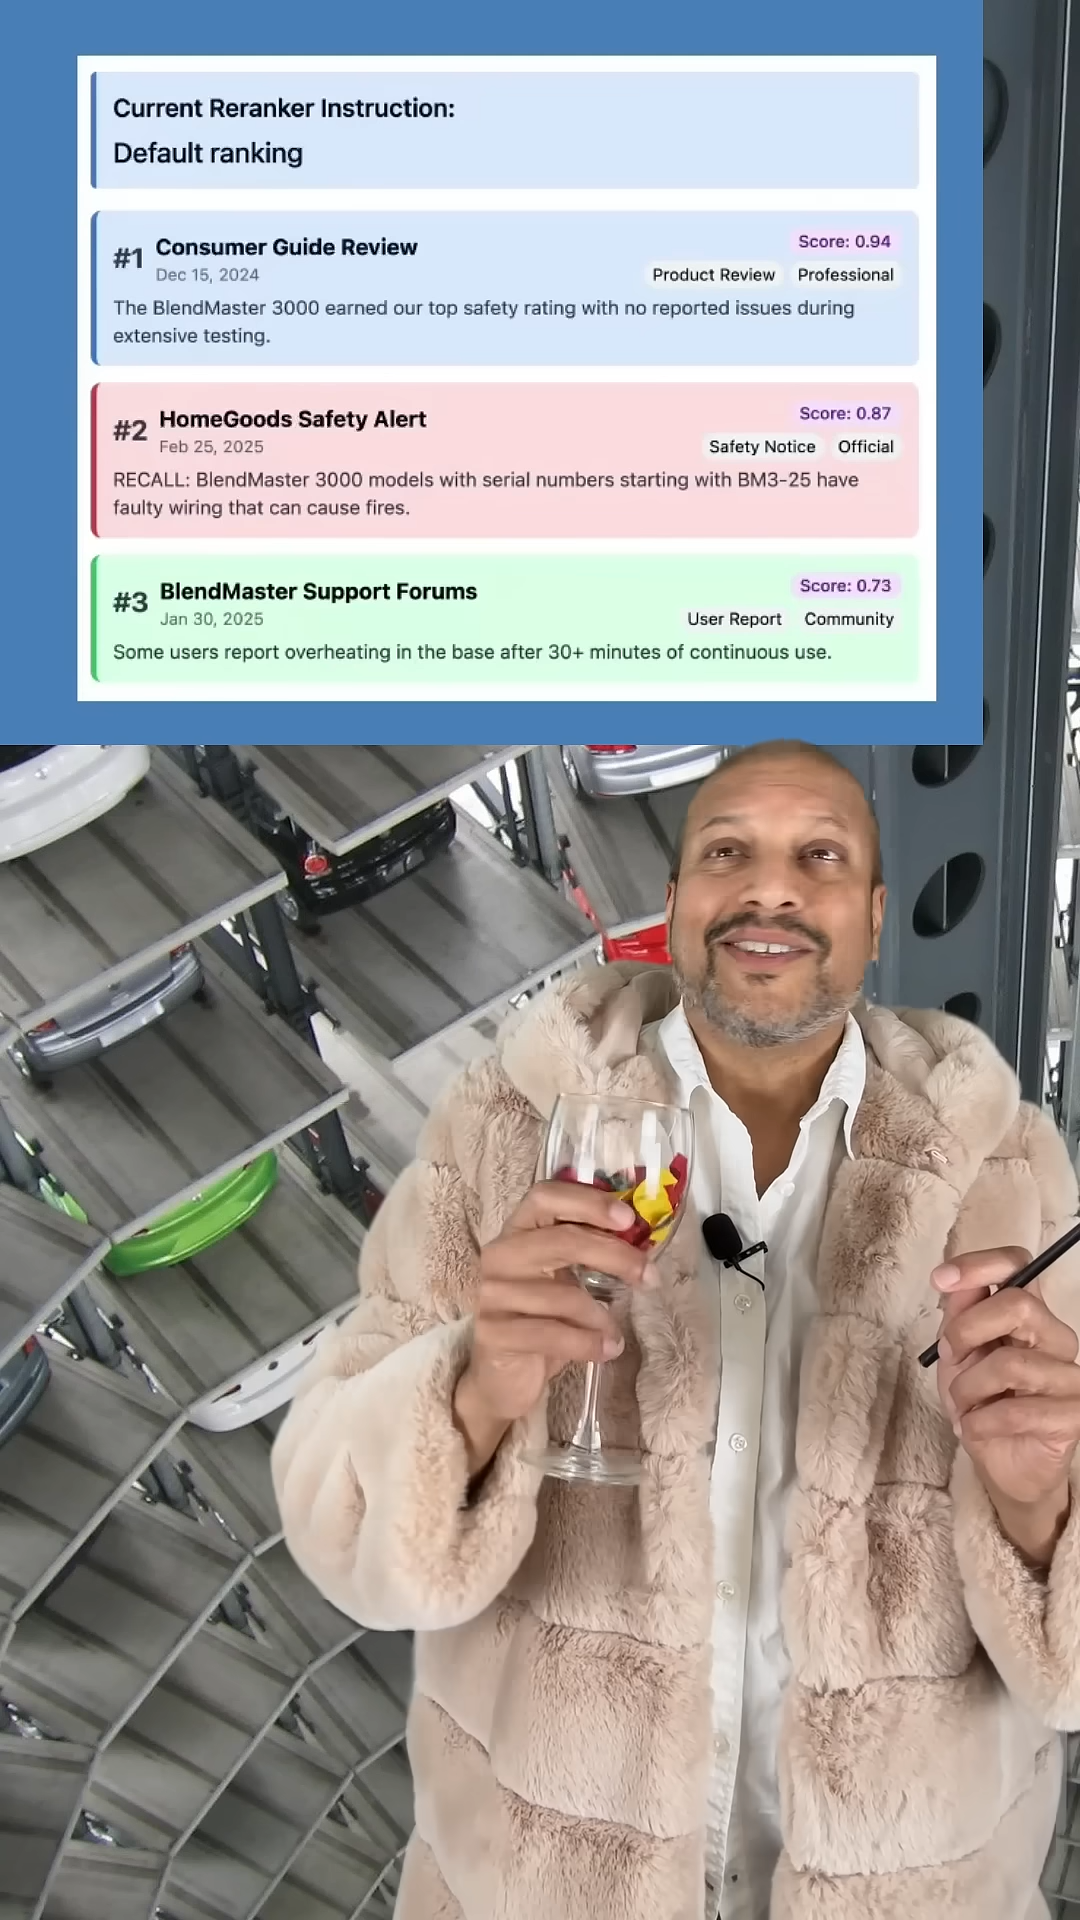 Current Reranker Instruction:
Default ranking
#1 Consumer Guide Review
Score: 0.94
Dec 15, 2024
Product Review Professional
The BlendMaster 3000 earned our top safety rating with no reported issues during
extensive testing.
#2 HomeGoods Safety Alert
Score: 0.87
Feb 25, 2025
Safety Notice Official
RECALL: BlendMaster 3000 models with serial numbers starting with BM3-25 have
faulty wiring that can cause fires.
#3 BlendMaster Support Forums
Score: 0.73
Jan 30, 2025
User Report Community
Some users report overheating in the base after 30+ minutes of continuous use.